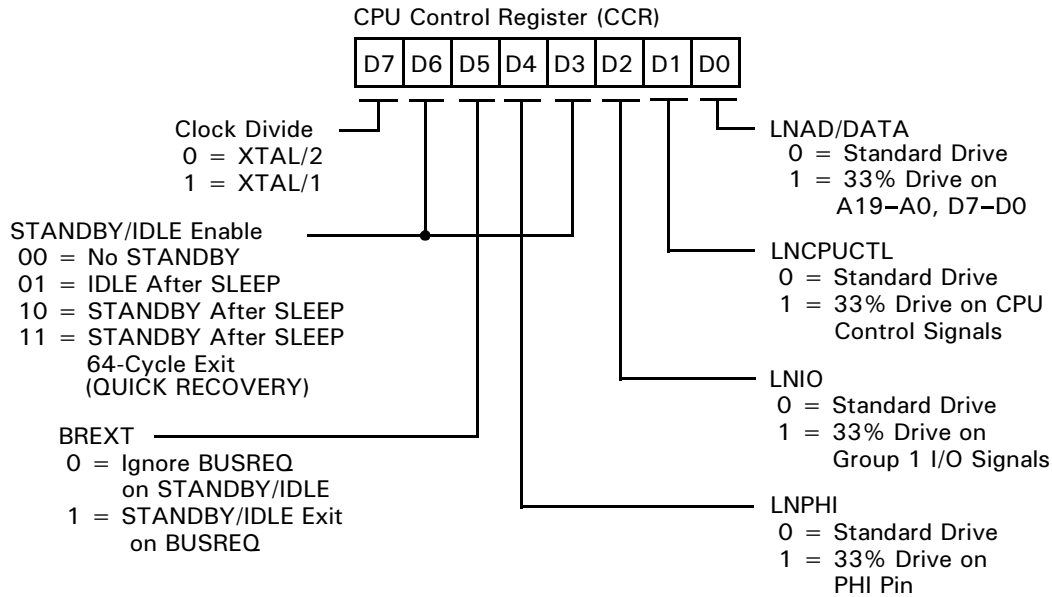 CPU Control Register (CCR)
D7 D6 D5 D4 D3 D2 D1 D0
Clock Divide
0 = XTAL/2
1 = XTAL/1
STANDBY/IDLE Enable
00 = No STANDBY
01 = IDLE After SLEEP
10 = STANDBY After SLEEP
11 = STANDBY After SLEEP
64-Cycle Exit
(QUICK RECOVERY)
BREXT
0 = Ignore BUSREQ
on STANDBY/IDLE
1 = STANDBY/IDLE Exit
on BUSREQ
LNAD/DATA
0 = Standard Drive
1 = 33% Drive on
A19–A0, D7–D0
LNCPUCTL
0 = Standard Drive
1 = 33% Drive on CPU
Control Signals
LNIO
0 = Standard Drive
1 = 33% Drive on
Group 1 I/O Signals
LNPHI
0 = Standard Drive
1 = 33% Drive on
PHI Pin